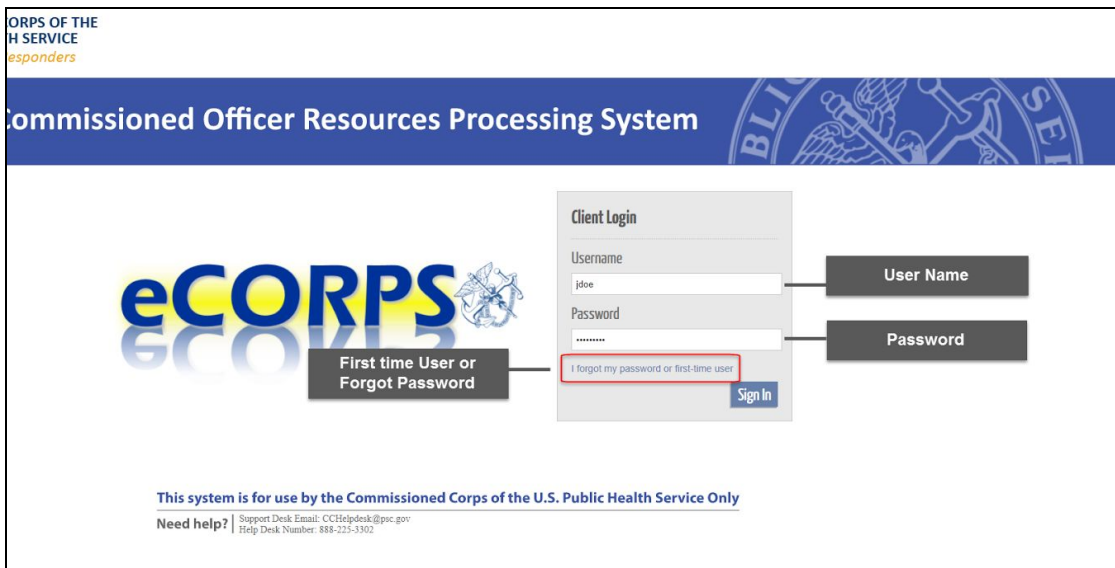 ORPS OF THE
H SERVICE
esponders
Commissioned Officer Resources Processing System
BLIC
SER
Client Login
Username
jdoe
User Name
eCORPS
Password
•••••••••
Password
First time User or
Forgot Password
I forgot my password or first-time user
Sign In
This system is for use by the Commissioned Corps of the U.S. Public Health Service Only
Need help? | Support Desk Email: CCHelpdesk@psc.gov
Help Desk Number: 888-225-3302